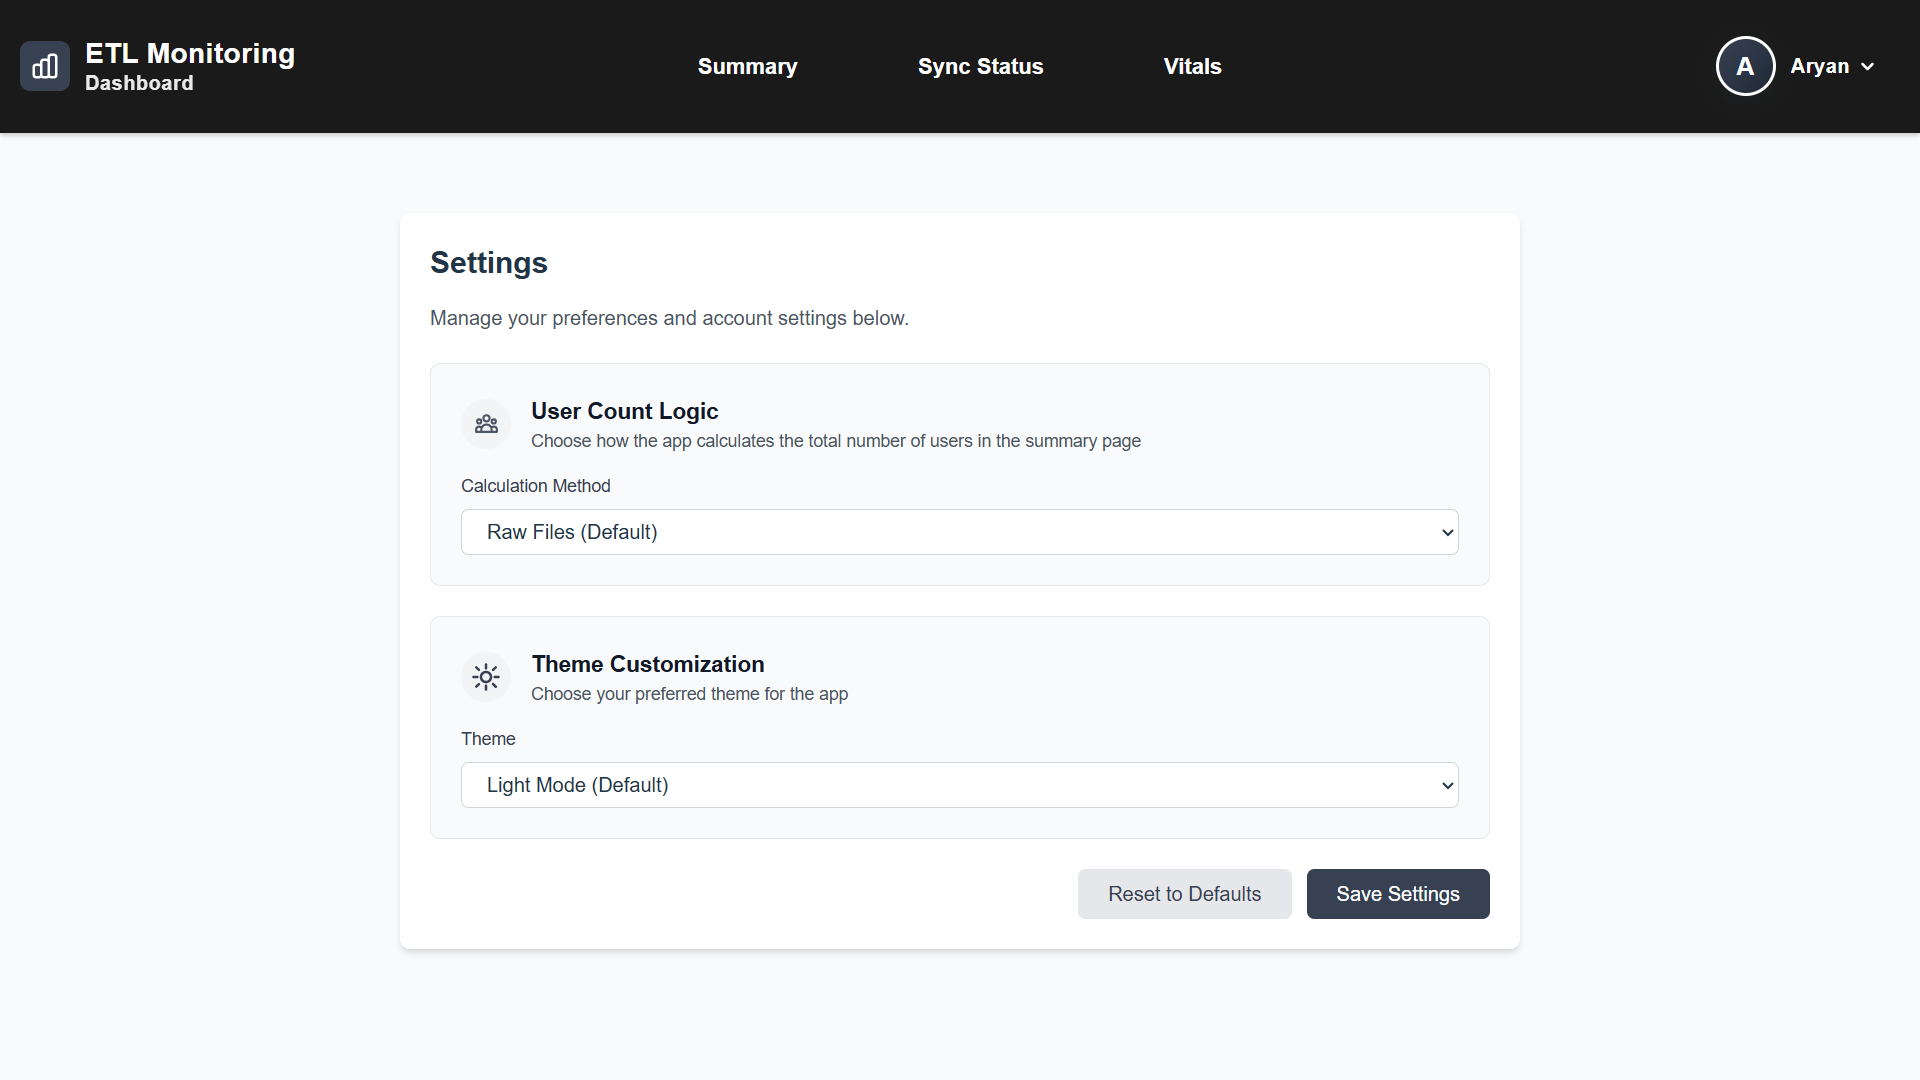 ETL Monitoring
Dashboard
Summary
Sync Status
Vitals
A
Aryan
Settings
Manage your preferences and account settings below.
User Count Logic
Choose how the app calculates the total number of users in the summary page
Calculation Method
Raw Files (Default)
Theme Customization
Choose your preferred theme for the app
Theme
Light Mode (Default)
Reset to Defaults
Save Settings